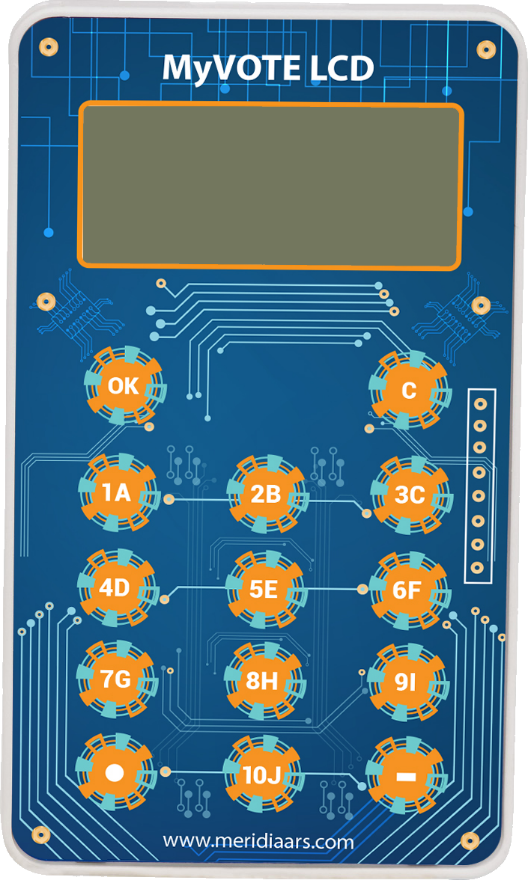 MyVOTE LCD
OK C
1A 2B 3C
4D 5E 6F
7G 8H 9I
● 10J -
www.meridiaars.com